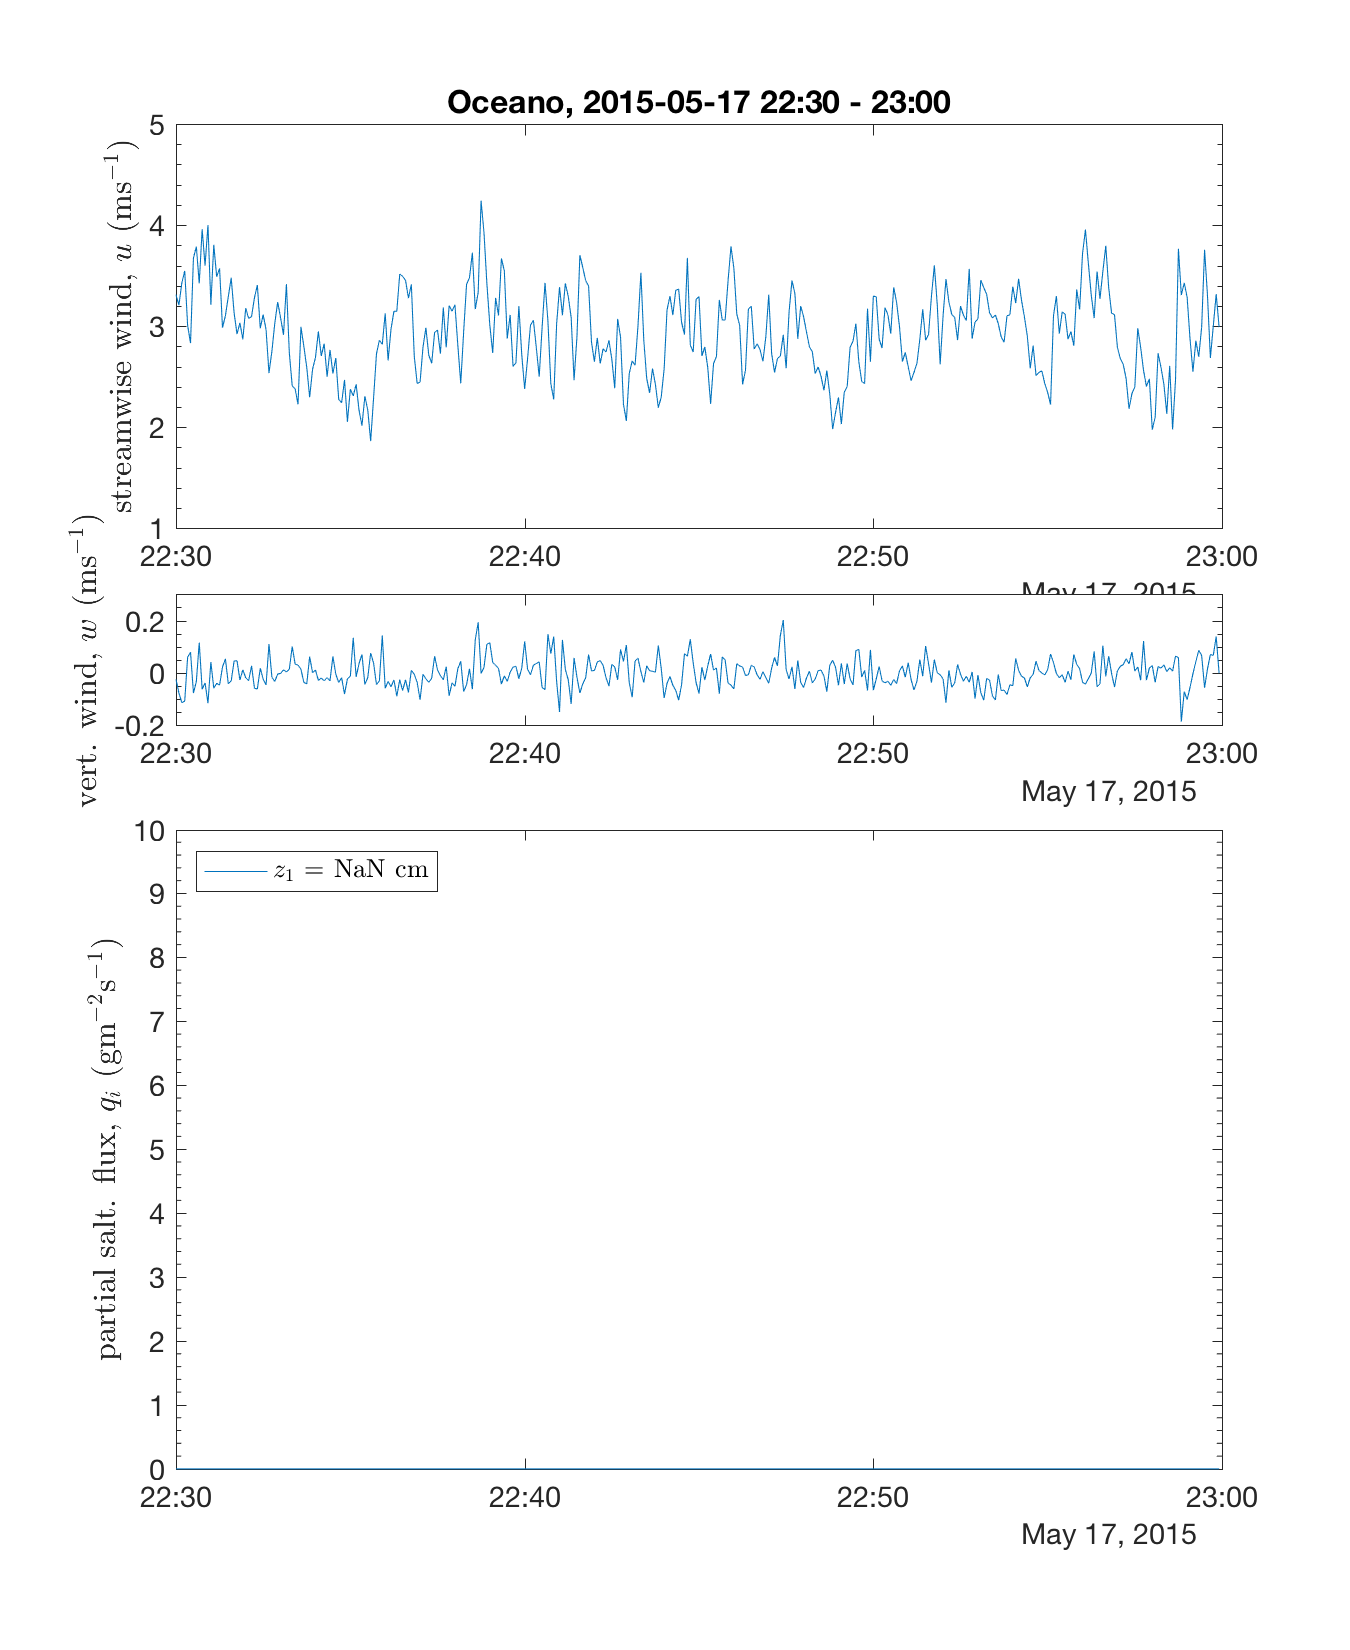 Oceano, 2015-05-17 22:30 - 23:00
streamwise wind, u (ms⁻¹)
5
4
3
2
1
22:30 22:40 22:50 23:00
May 17, 2015
vert. wind, w (ms⁻¹)
0.2
0
-0.2
22:30 22:40 22:50 23:00
May 17, 2015
partial salt. flux, qᵢ (gm⁻²s⁻¹)
10
9
8
7
6
5
4
3
2
1
0
z₁ = NaN cm
22:30 22:40 22:50 23:00
May 17, 2015